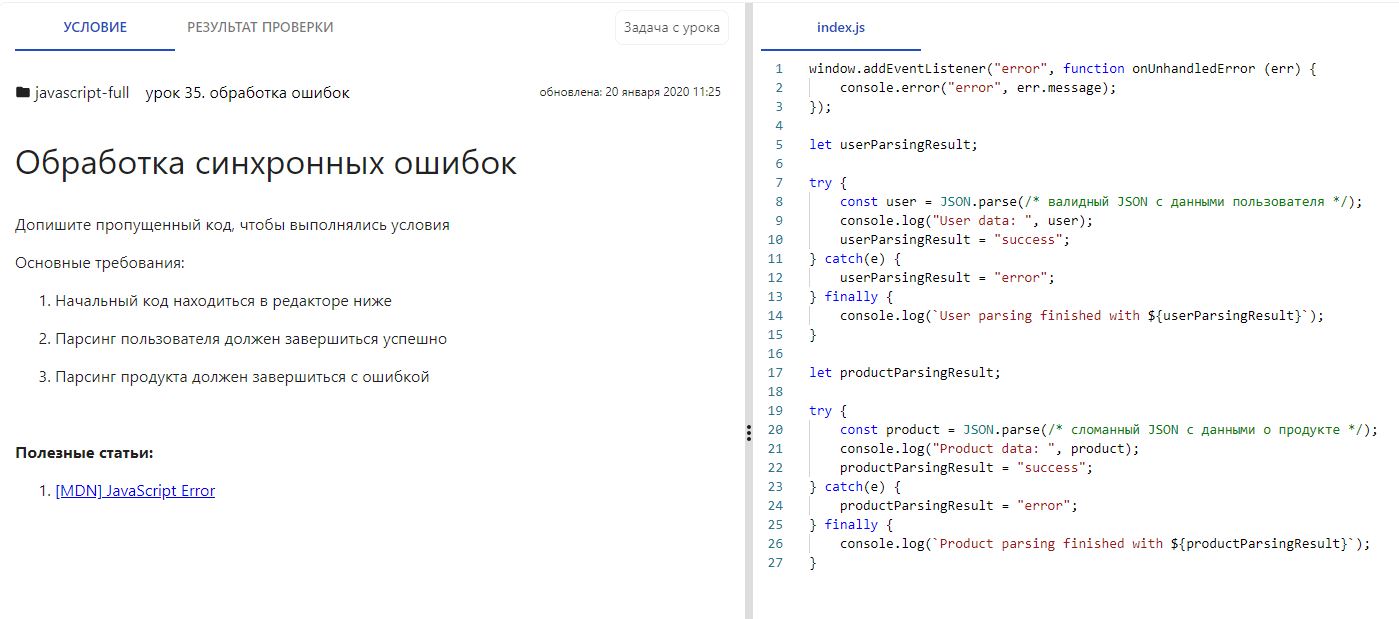 УСЛОВИЕ
РЕЗУЛЬТАТ ПРОВЕРКИ
Задача с урока
javascript-full урок 35. обработка ошибок
обновлена: 20 января 2020 11:25
Обработка синхронных ошибок
Допишите пропущенный код, чтобы выполнялись условия
Основные требования:
1. Начальный код находиться в редакторе ниже
2. Парсинг пользователя должен завершиться успешно
3. Парсинг продукта должен завершиться с ошибкой
Полезные статьи:
1. [MDN] JavaScript Error
index.js
1 window.addEventListener("error", function onUnhandledError (err) {
2     console.error("error", err.message);
3 });
4
5 let userParsingResult;
6
7 try {
8     const user = JSON.parse(/* валидный JSON с данными пользователя */);
9     console.log("User data: ", user);
10     userParsingResult = "success";
11 } catch(e) {
12     userParsingResult = "error";
13 } finally {
14     console.log(`User parsing finished with ${userParsingResult}`);
15 }
16
17 let productParsingResult;
18
19 try {
20     const product = JSON.parse(/* сломанный JSON с данными о продукте */);
21     console.log("Product data: ", product);
22     productParsingResult = "success";
23 } catch(e) {
24     productParsingResult = "error";
25 } finally {
26     console.log(`Product parsing finished with ${productParsingResult}`);
27 }